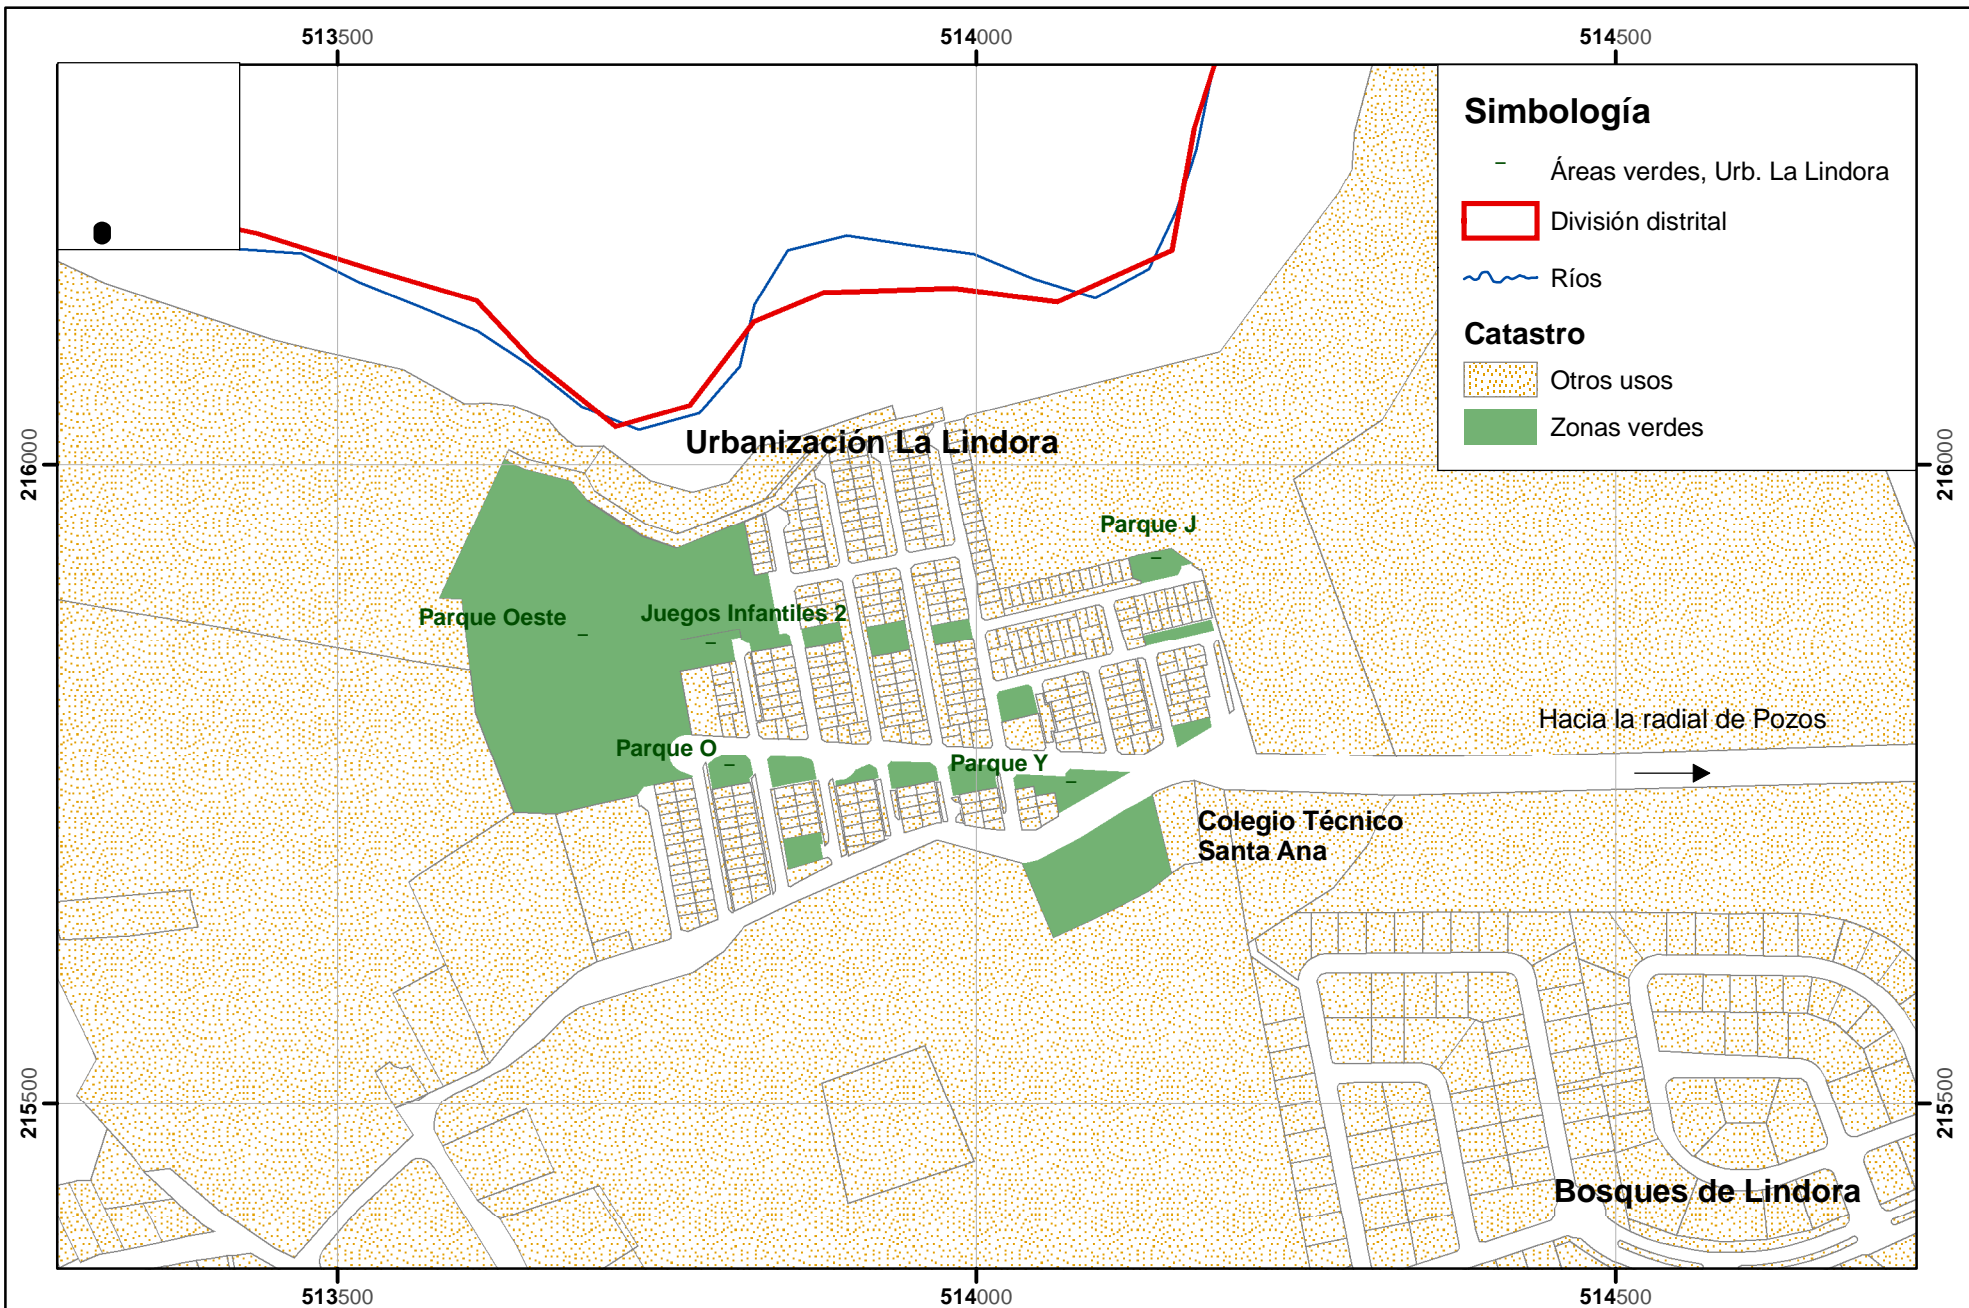 513500
514000
514500
Simbología
Áreas verdes, Urb. La Lindora
División distrital
Ríos
Catastro
Otros usos
Zonas verdes
216000
216000
Urbanización La Lindora
Parque J
Parque Oeste
Juegos Infantiles 2
Hacia la radial de Pozos
Parque O
Parque Y
Colegio Técnico
Santa Ana
215500
215500
Bosques de Lindora
513500
514000
514500